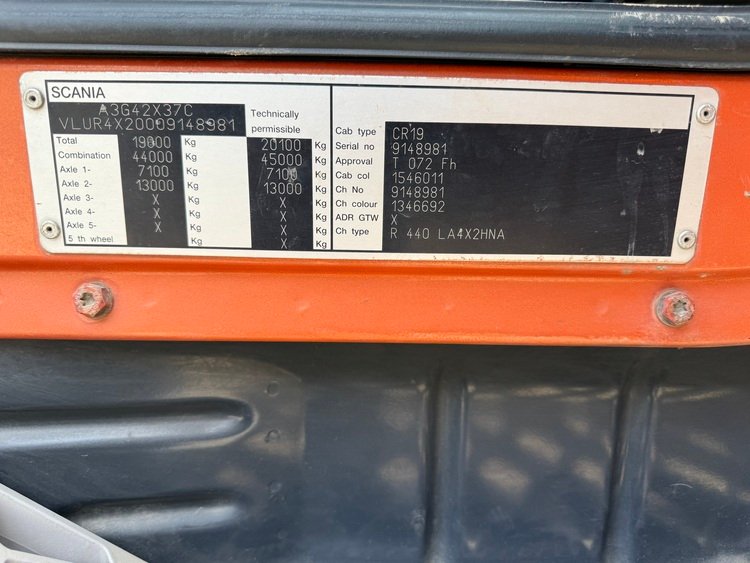 SCANIA
A3G42X37C
VLUR4X20009148981
Technically permissible
Total 19000 Kg 20100 Kg
Combination 44000 Kg 45000 Kg
Axle 1- 7100 Kg 7100 Kg
Axle 2- 13000 Kg 13000 Kg
Axle 3- X Kg X Kg
Axle 4- X Kg X Kg
Axle 5- X Kg X Kg
5 th wheel Kg Kg
Cab type CR19
Serial no 9148981
Approval T 072 Fh
Cab col 1546011
Ch No 9148981
Ch colour 1346692
ADR GTW X
Ch type R 440 LA4X2HNA